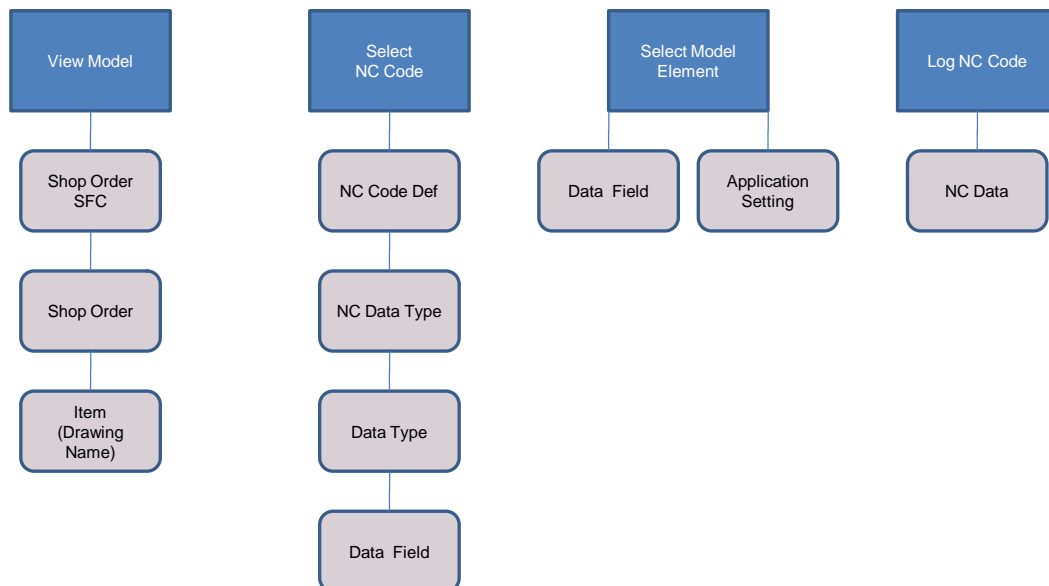 View Model
Select
NC Code
Select Model
Element
Log NC Code
Shop Order
SFC
NC Code Def
Data Field
Application
Setting
NC Data
Shop Order
NC Data Type
Item
(Drawing
Name)
Data Type
Data Field